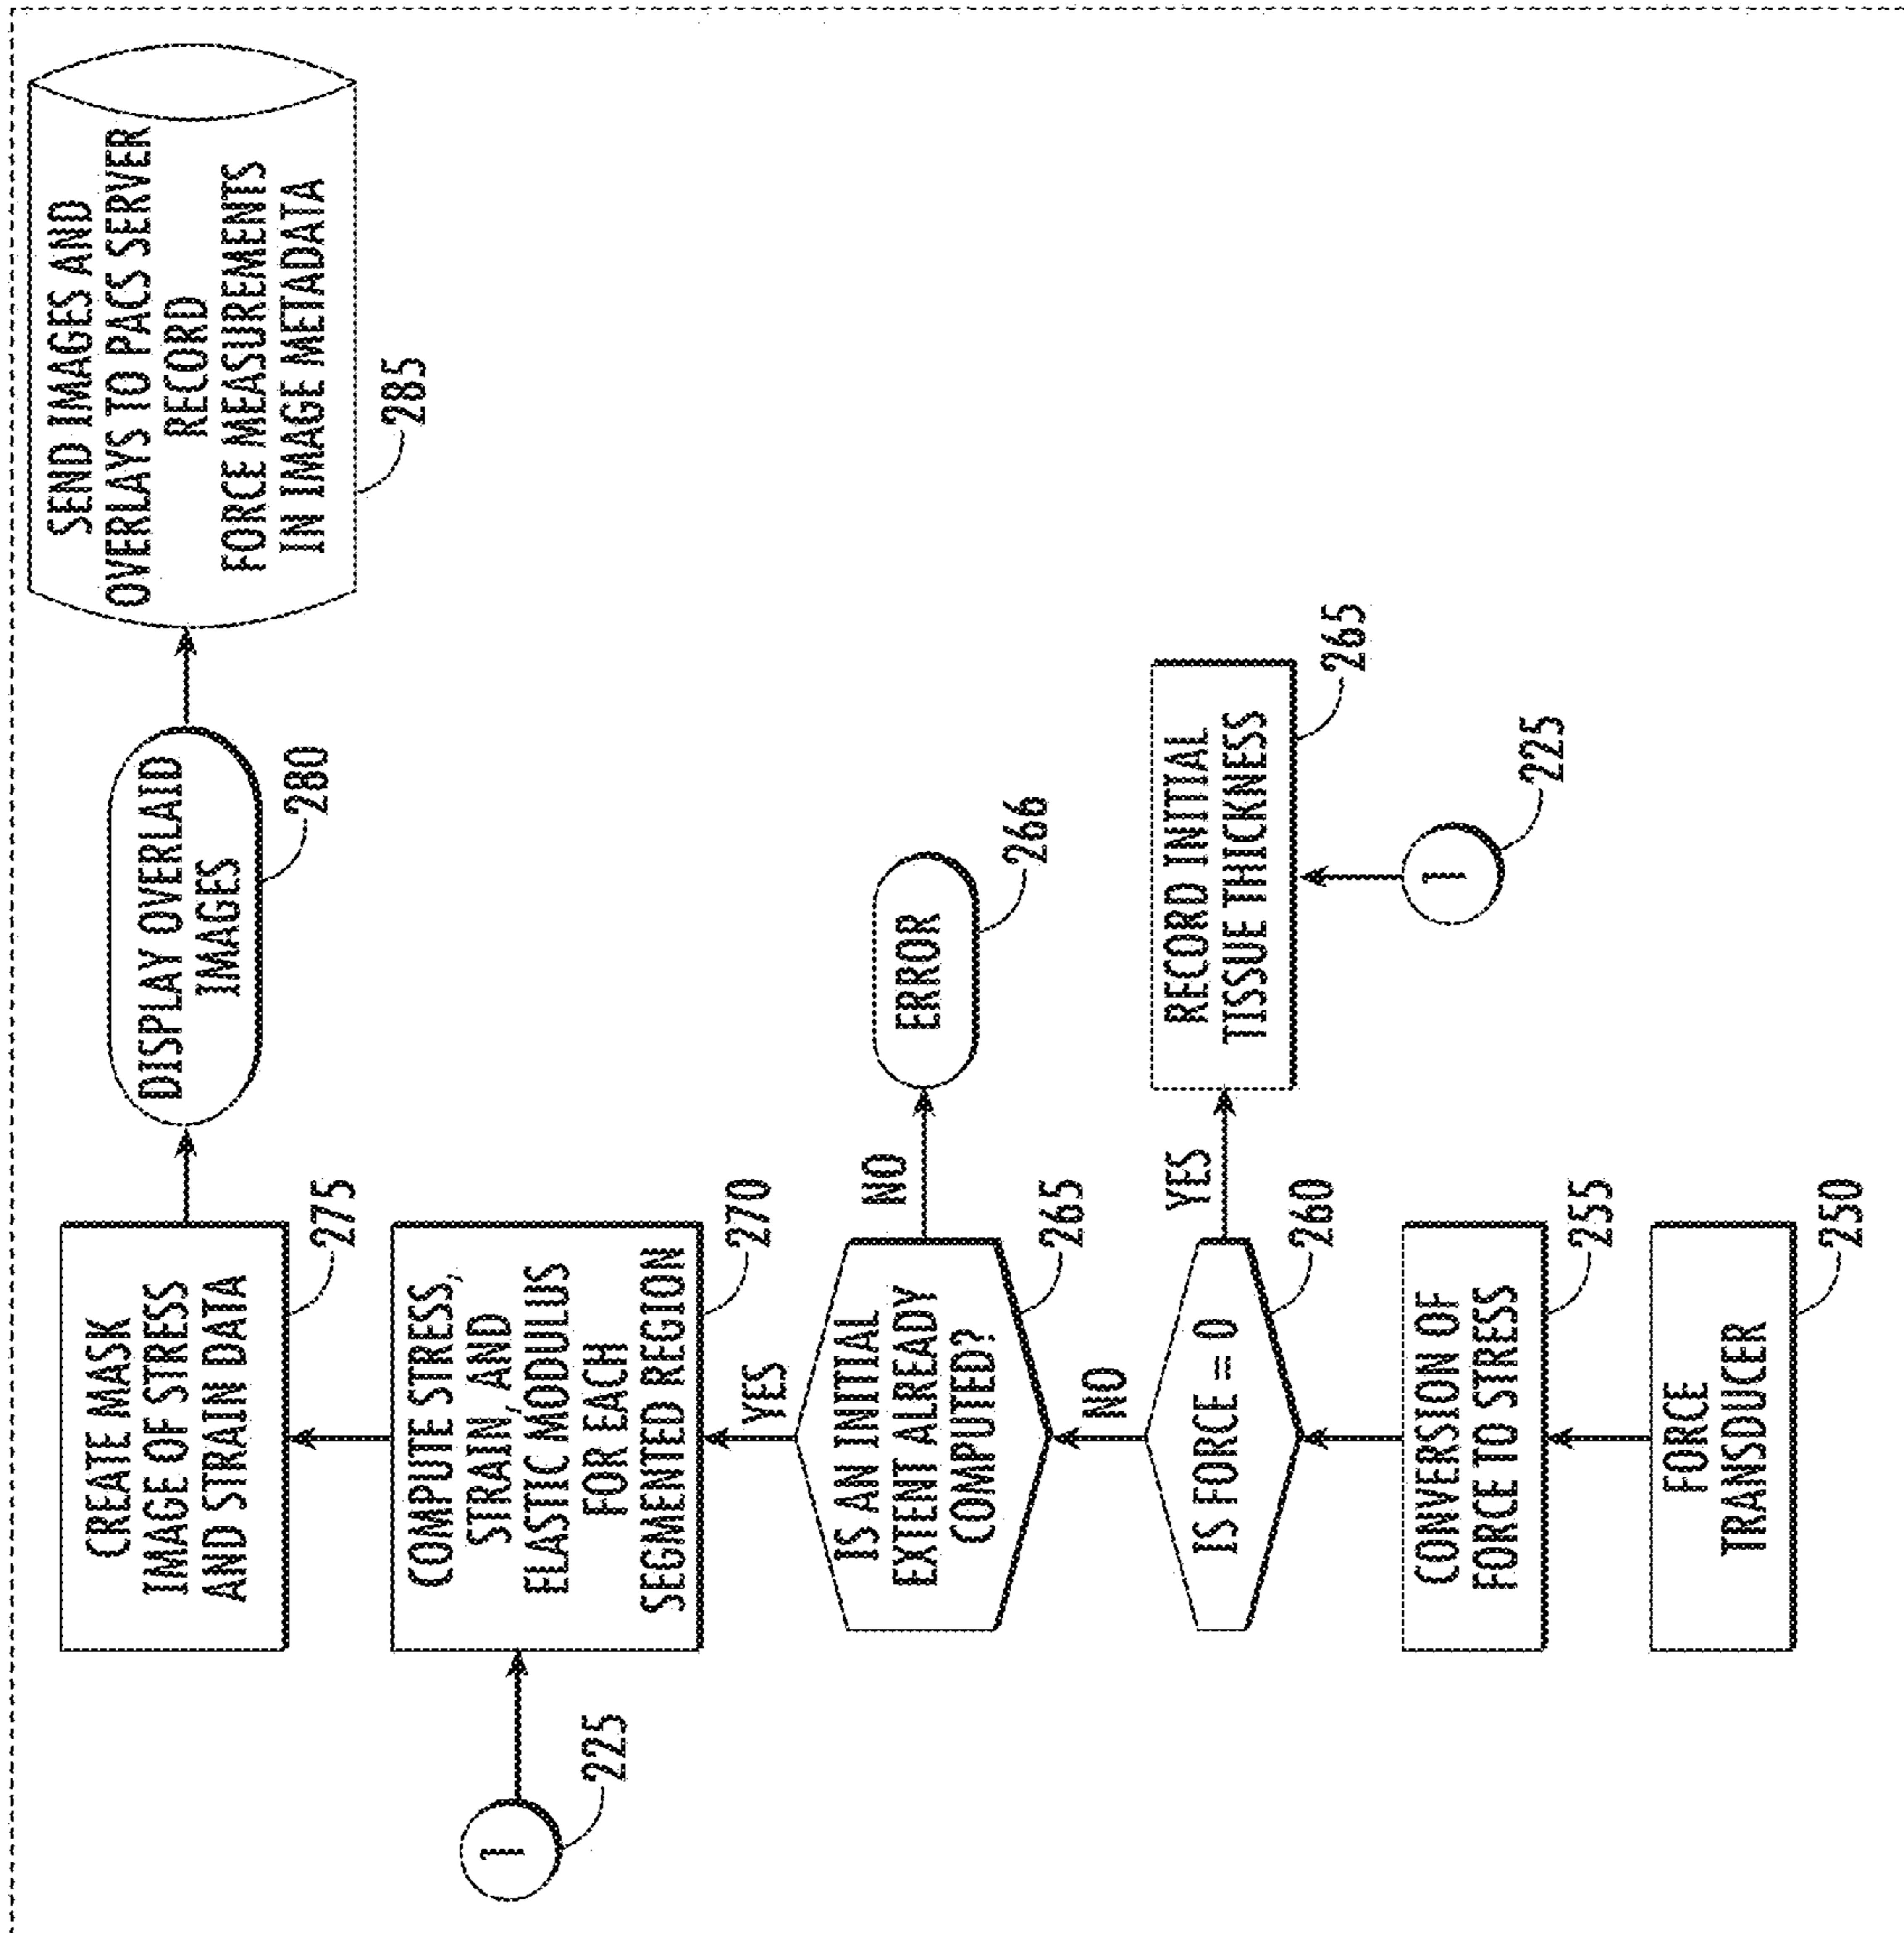 SEND IMAGES AND
OVERLAYS TO PACS SERVER
RECORD
FORCE MEASUREMENTS
IN IMAGE METADATA
285
DISPLAY OVERLAID
IMAGES
280
CREATE MASK
IMAGE OF STRESS
AND STRAIN DATA
275
COMPUTE STRESS,
STRAIN, AND
ELASTIC MODULUS
FOR EACH
SEGMENTED REGION
270
1
225
YES
IS AN INITIAL
EXTENT ALREADY
COMPUTED?
265
NO
ERROR
266
NO
IS FORCE = 0
260
YES
RECORD INITIAL
TISSUE THICKNESS
265
1
225
CONVERSION OF
FORCE TO STRESS
255
FORCE
TRANSDUCER
250